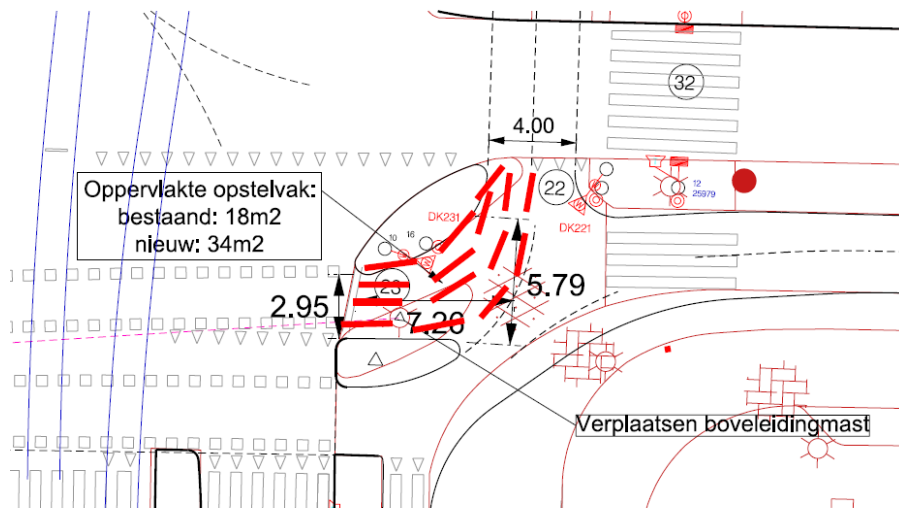 32
4.00
12
25979
22
Oppervlakte opstelvak:
bestaand: 18m2
nieuw: 34m2
DK231
DK221
10
16
23
2.95
7.20
5.79
Verplaatsen boveleidingmast